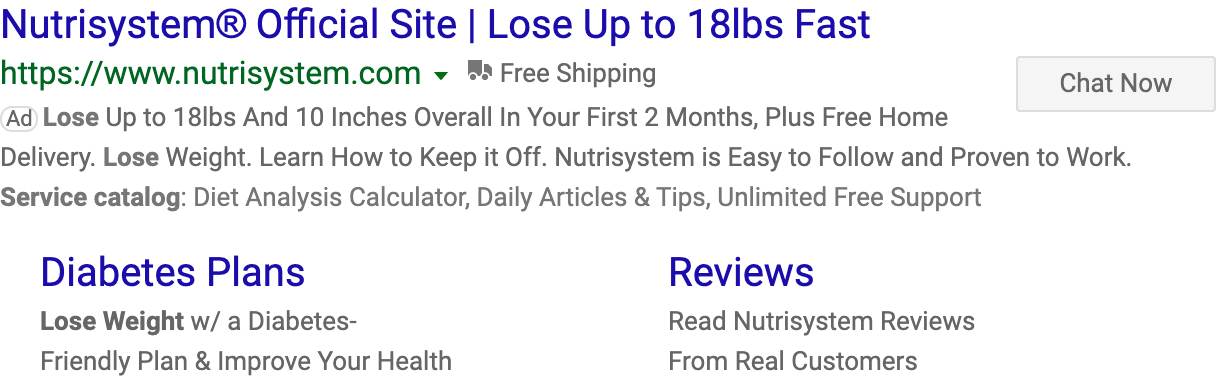 Nutrisystem® Official Site | Lose Up to 18lbs Fast
https://www.nutrisystem.com Free Shipping
Chat Now
Ad Lose Up to 18lbs And 10 Inches Overall In Your First 2 Months, Plus Free Home
Delivery. Lose Weight. Learn How to Keep it Off. Nutrisystem is Easy to Follow and Proven to Work.
Service catalog: Diet Analysis Calculator, Daily Articles & Tips, Unlimited Free Support
Diabetes Plans
Lose Weight w/ a Diabetes-
Friendly Plan & Improve Your Health
Reviews
Read Nutrisystem Reviews
From Real Customers